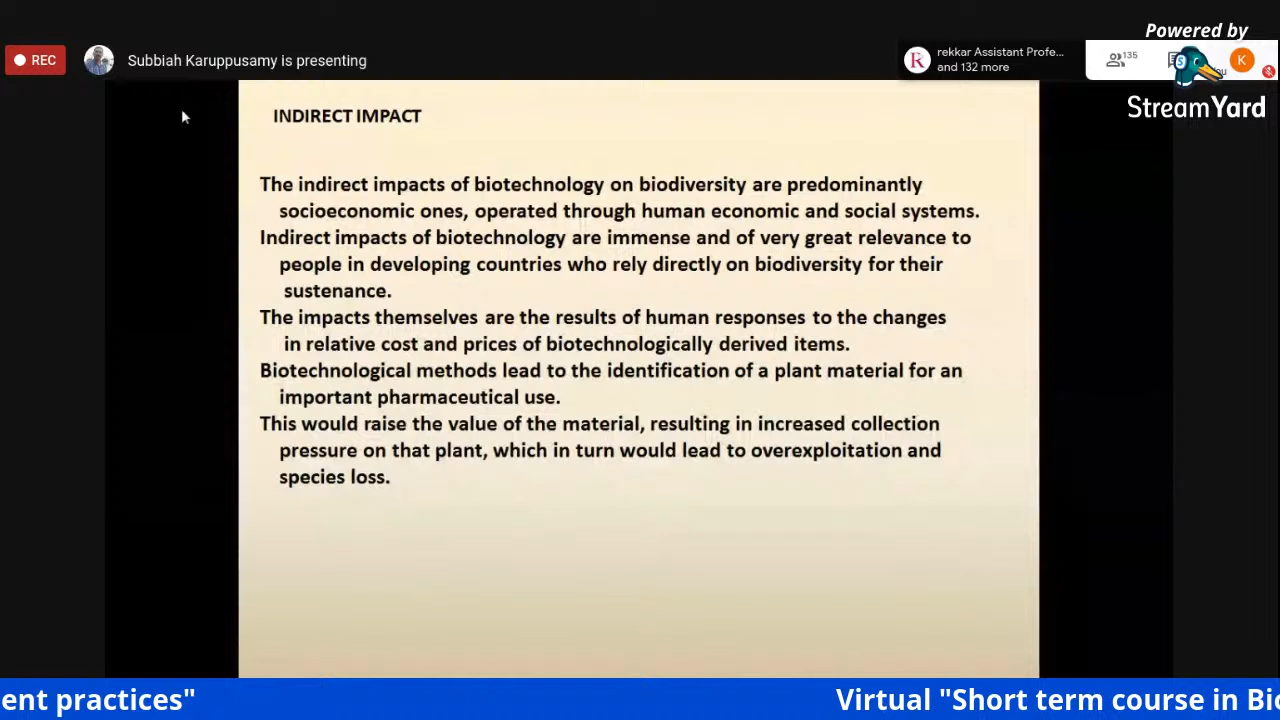 Powered by
REC
Subbiah Karuppusamy is presenting
rekkar Assistant Profe...
and 132 more
135
You
K
StreamYard
INDIRECT IMPACT
The indirect impacts of biotechnology on biodiversity are predominantly
socioeconomic ones, operated through human economic and social systems.
Indirect impacts of biotechnology are immense and of very great relevance to
people in developing countries who rely directly on biodiversity for their
sustenance.
The impacts themselves are the results of human responses to the changes
in relative cost and prices of biotechnologically derived items.
Biotechnological methods lead to the identification of a plant material for an
important pharmaceutical use.
This would raise the value of the material, resulting in increased collection
pressure on that plant, which in turn would lead to overexploitation and
species loss.
ent practices" Virtual "Short term course in Bio